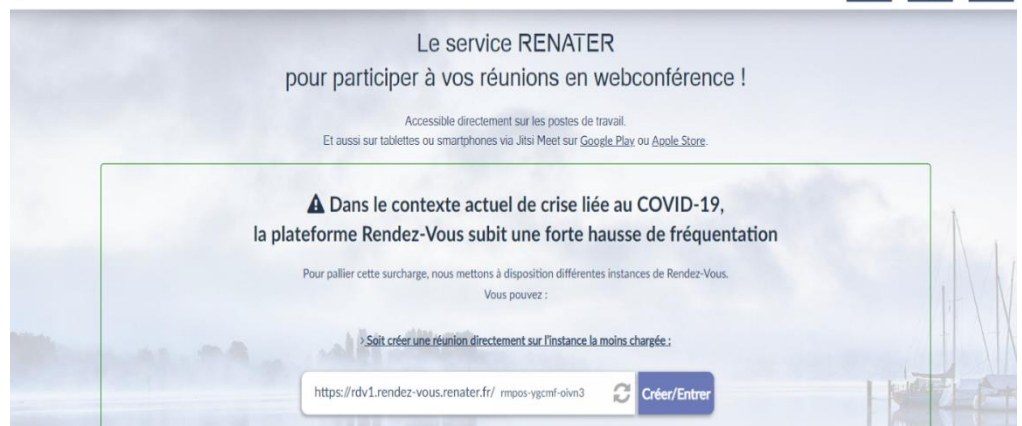 Le service RENATER
pour participer à vos réunions en webconférence !
Accessible directement sur les postes de travail.
Et aussi sur tablettes ou smartphones via Jitsi Meet sur Google Play ou Apple Store.
Dans le contexte actuel de crise liée au COVID-19,
la plateforme Rendez-Vous subit une forte hausse de fréquentation
Pour pallier cette surcharge, nous mettons à disposition différentes instances de Rendez-Vous.
Vous pouvez :
> Soit créer une réunion directement sur l'instance la moins chargée :
https://rdv1.rendez-vous.renater.fr/ rmpos-ygcmf-oivn3 Créer/Entrer